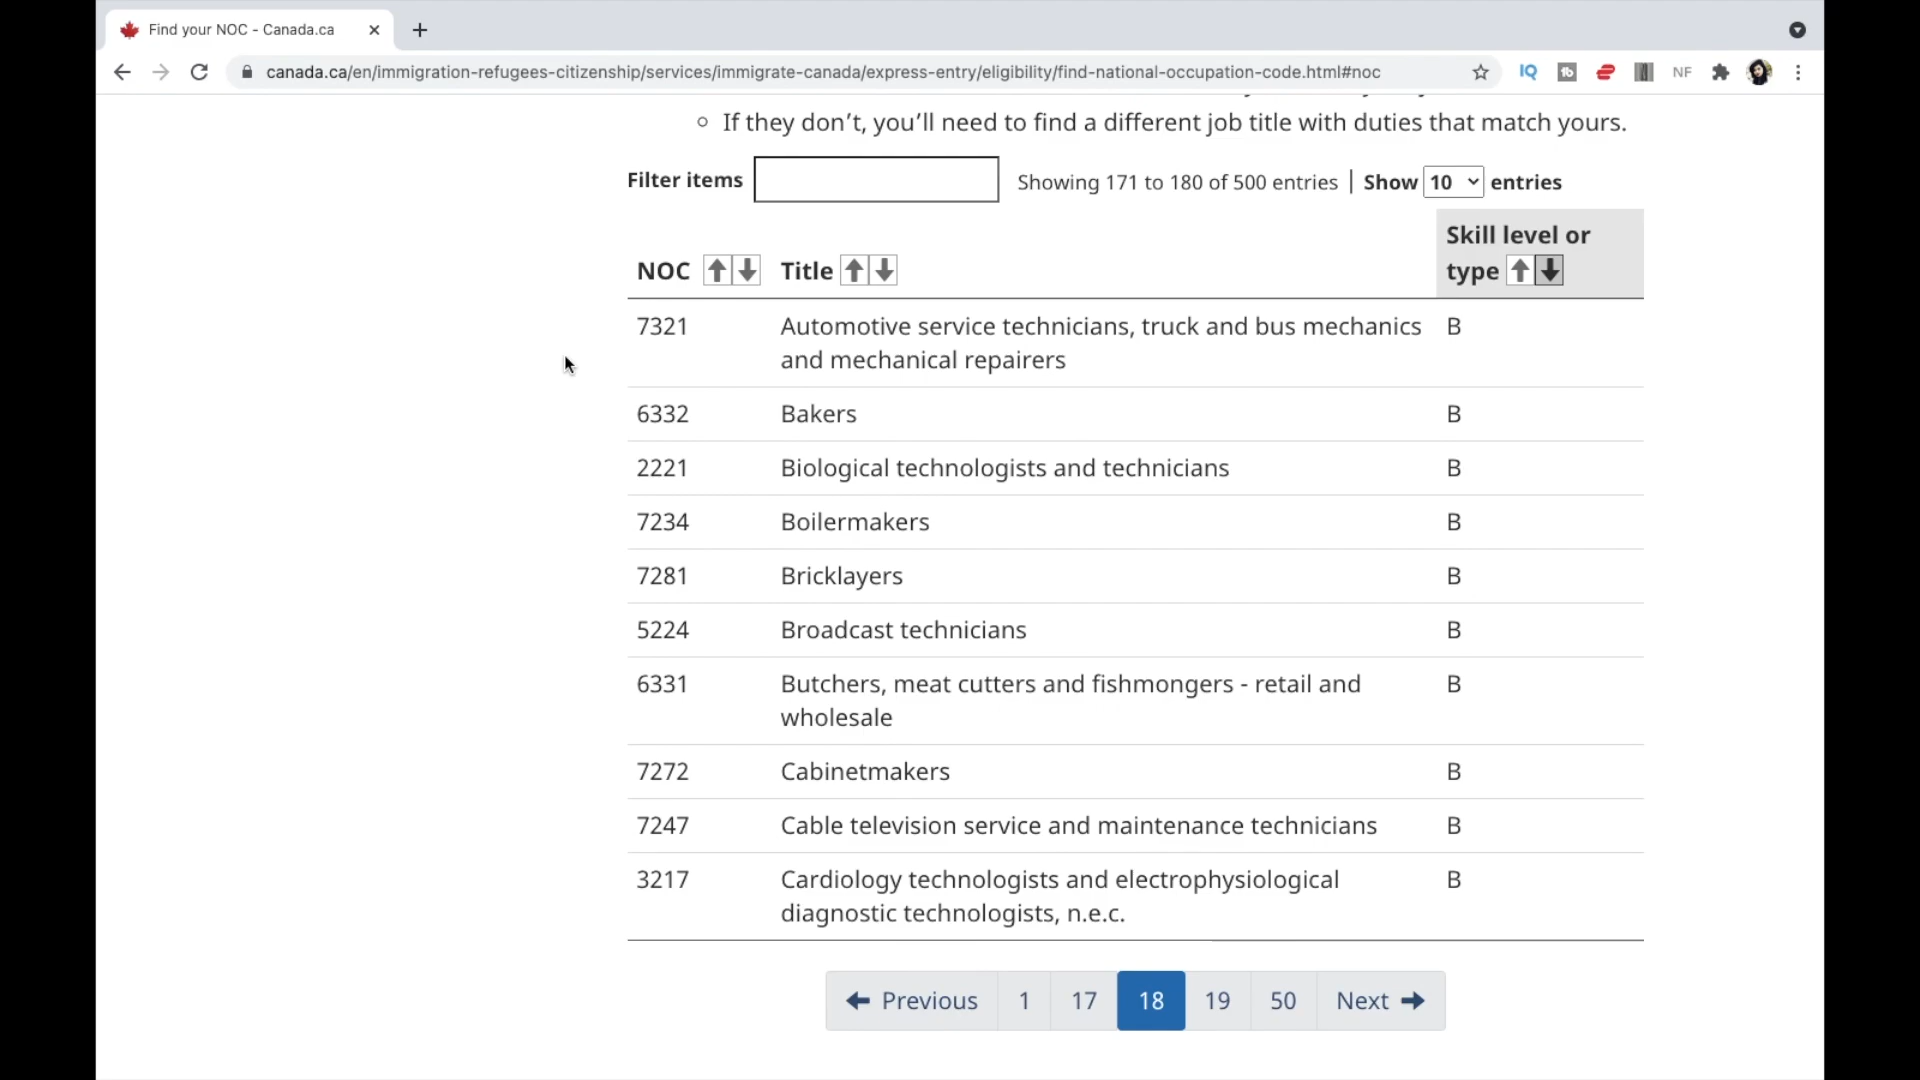 Find your NOC - Canada.ca
canada.ca/en/immigration-refugees-citizenship/services/immigrate-canada/express-entry/eligibility/find-national-occupation-code.html#noc
IQ
tb
NF
If they don’t, you’ll need to find a different job title with duties that match yours.
Filter items Showing 171 to 180 of 500 entries | Show 10 entries
NOC Title Skill level or
type
7321 Automotive service technicians, truck and bus mechanics B
and mechanical repairers
6332 Bakers B
2221 Biological technologists and technicians B
7234 Boilermakers B
7281 Bricklayers B
5224 Broadcast technicians B
6331 Butchers, meat cutters and fishmongers - retail and B
wholesale
7272 Cabinetmakers B
7247 Cable television service and maintenance technicians B
3217 Cardiology technologists and electrophysiological B
diagnostic technologists, n.e.c.
Previous 1 17 18 19 50 Next